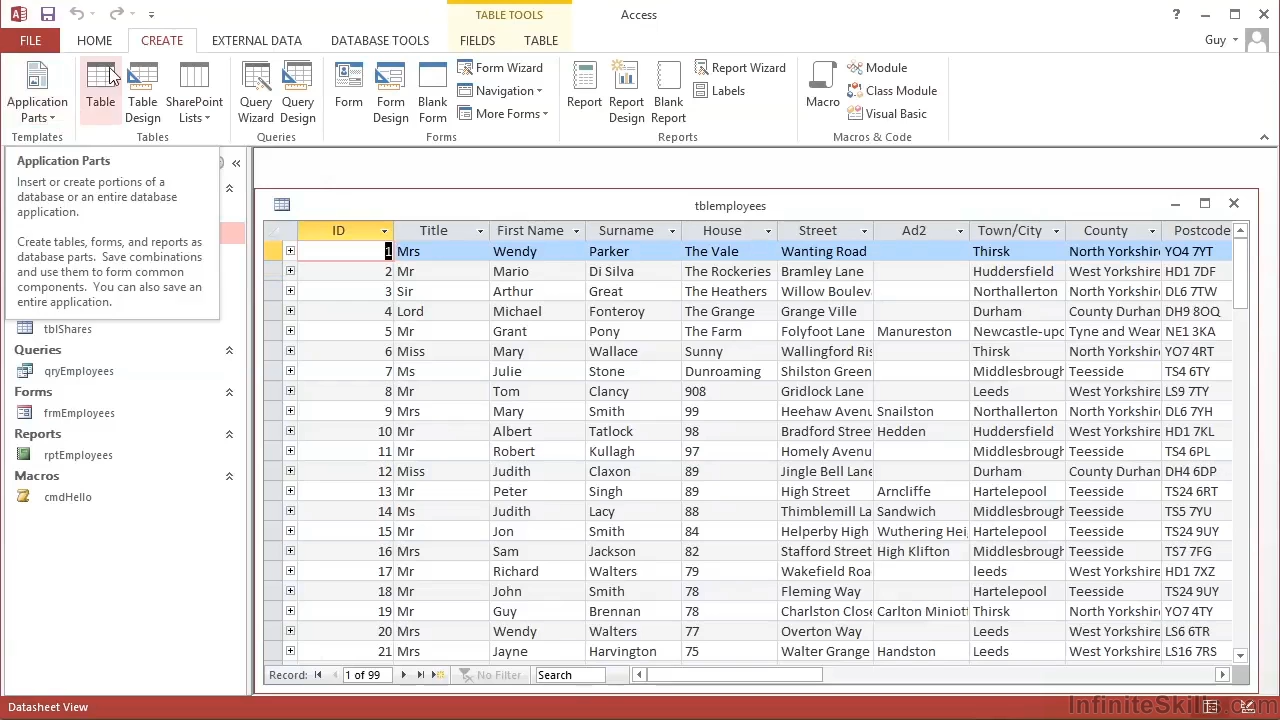 TABLE TOOLS Access ?
FILE HOME CREATE EXTERNAL DATA DATABASE TOOLS FIELDS TABLE Guy
Application Parts Table Table Design SharePoint Lists Query Wizard Query Design Form Form Design Blank Form Form Wizard Navigation More Forms Report Report Design Blank Report Report Wizard Labels Macro Module Class Module Visual Basic
Templates Tables Queries Forms Reports Macros & Code
Application Parts
Insert or create portions of a
database or an entire database
application.
Create tables, forms, and reports as
database parts. Save combinations
and use them to form common
components. You can also save an
entire application.
tblShares
Queries
qryEmployees
Forms
frmEmployees
Reports
rptEmployees
Macros
cmdHello
tblemployees
ID Title First Name Surname House Street Ad2 Town/City County Postcode
1 Mrs Wendy Parker The Vale Wanting Road Thirsk North Yorkshire YO4 7YT
2 Mr Mario Di Silva The Rockeries Bramley Lane Huddersfield West Yorkshire HD1 7DF
3 Sir Arthur Great The Heathers Willow Boulev Northallerton North Yorkshire DL6 7TW
4 Lord Michael Fonteroy The Grange Grange Ville Durham County Durham DH9 8OQ
5 Mr Grant Pony The Farm Folyfoot Lane Manureston Newcastle-upo Tyne and Wear NE1 3KA
6 Miss Mary Wallace Sunny Wallingford Ris Thirsk North Yorkshire YO7 4RT
7 Ms Julie Stone Dunroaming Shilston Green Middlesbrough Teesside TS4 6TY
8 Mr Tom Clancy 908 Gridlock Lane Leeds West Yorkshire LS9 7TY
9 Mrs Mary Smith 99 Heehaw Avenu Snailston Northallerton North Yorkshire DL6 7YH
10 Mr Albert Tatlock 98 Bradford Street Hedden Huddersfield West Yorkshire HD1 7KL
11 Mr Robert Kullagh 97 Homely Avenu Middlesbrough Teesside TS4 6PL
12 Miss Judith Claxon 89 Jingle Bell Lane Durham County Durham DH4 6DP
13 Mr Peter Singh 89 High Street Arncliffe Hartelepool Teesside TS24 6RT
14 Ms Judith Lacy 88 Thimblemill La Sandwich Middlesbrough Teesside TS5 7YU
15 Mr Jon Smith 84 Helperby High Wuthering Hei Hartelepool Teesside TS24 9UY
16 Mrs Sam Jackson 82 Stafford Street High Klifton Middlesbrough Teesside TS7 7FG
17 Mr Richard Walters 79 Wakefield Roa leeds West Yorkshire HD1 7XZ
18 Mr John Smith 78 Fleming Way Hartelepool Teesside TS24 9UY
19 Mr Guy Brennan 78 Charlston Close Carlton Miniott Thirsk North Yorkshire YO7 4TY
20 Mrs Wendy Walters 77 Overton Way Leeds West Yorkshire LS6 6TR
21 Mrs Jayne Harvington 75 Walter Grange Handston Leeds West Yorkshire LS16 7RS
Record: 1 of 99 No Filter Search
Datasheet View
InfiniteSkills.com